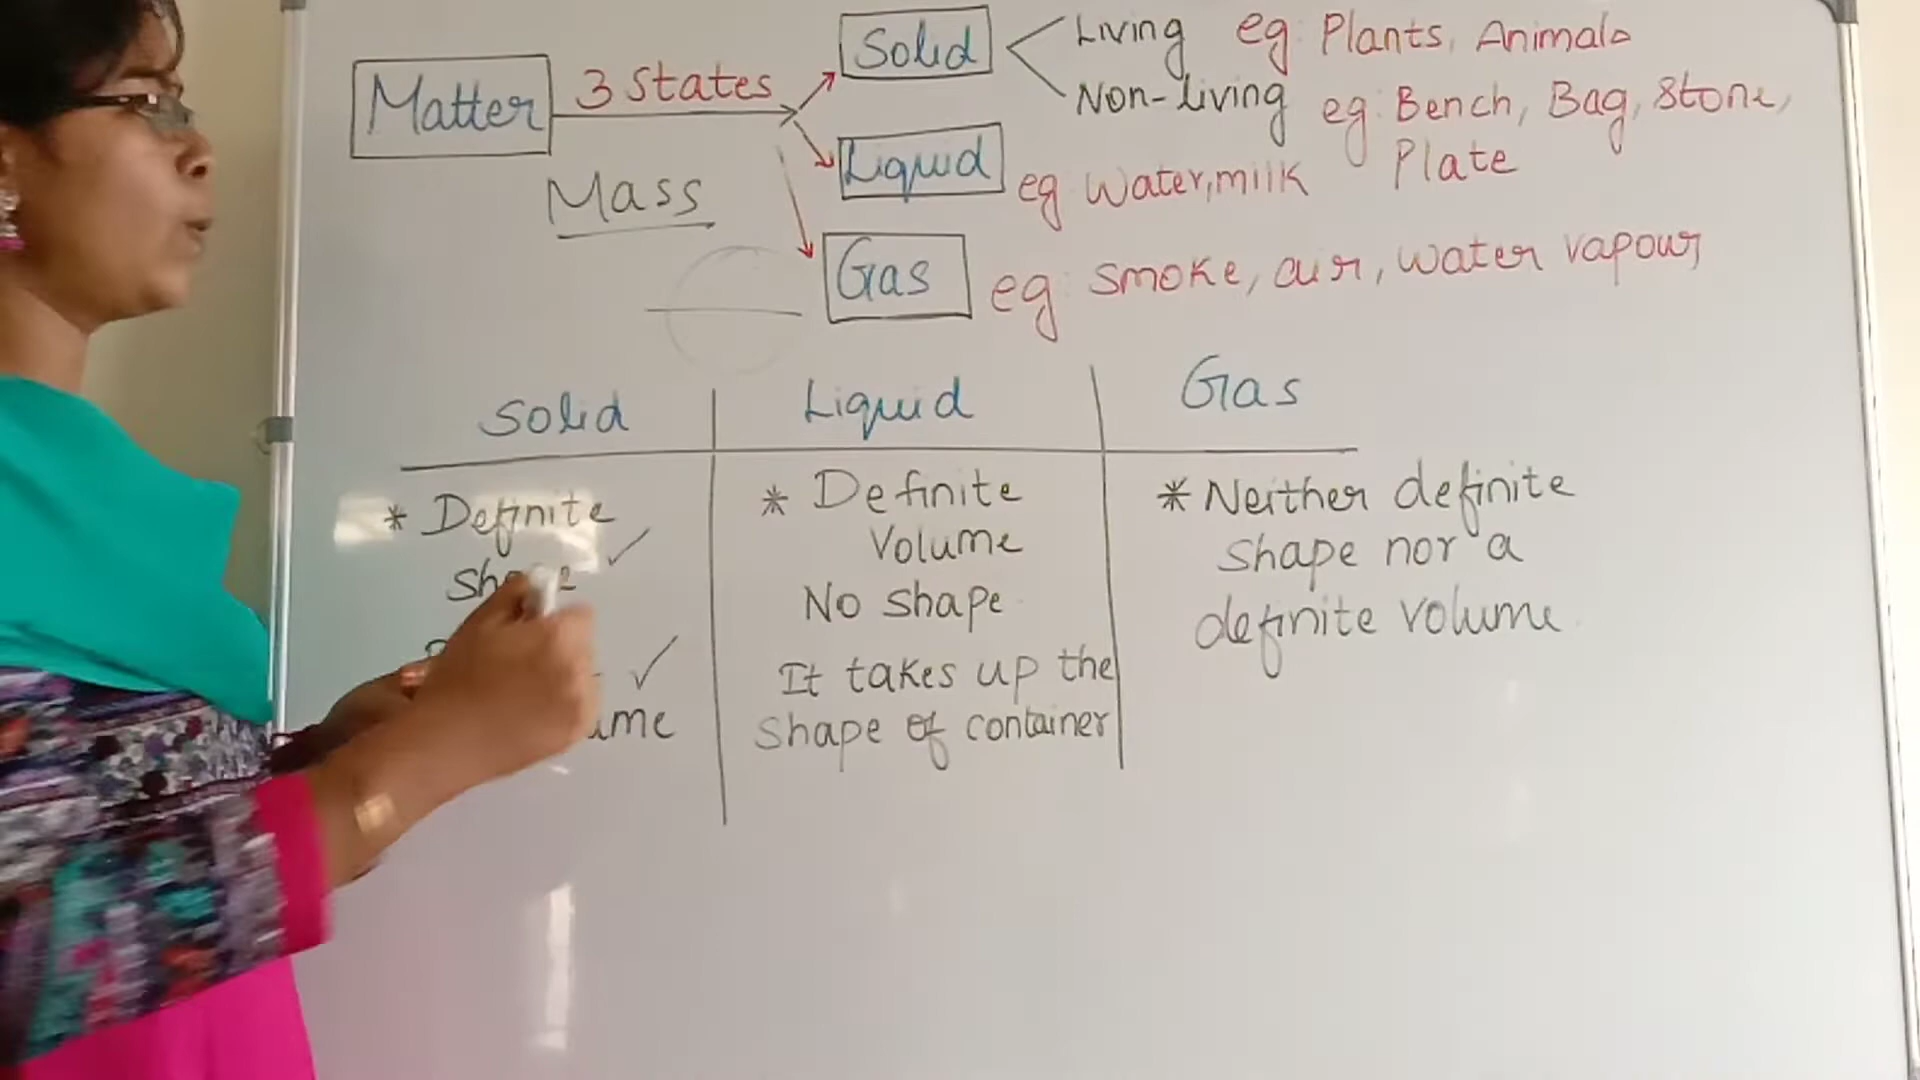 Matter
3 States
Mass
Solid
Living eg: Plants, Animals
Non-Living eg: Bench, Bag, Stone,
Plate
Liquid
eg Water, milk
Gas
eg: smoke, air, water vapour,
Solid
* Definite
shape ✓
✓
Liquid
* Definite
Volume
No shape
It takes up the
shape of container
Gas
* Neither definite
shape nor a
definite volume